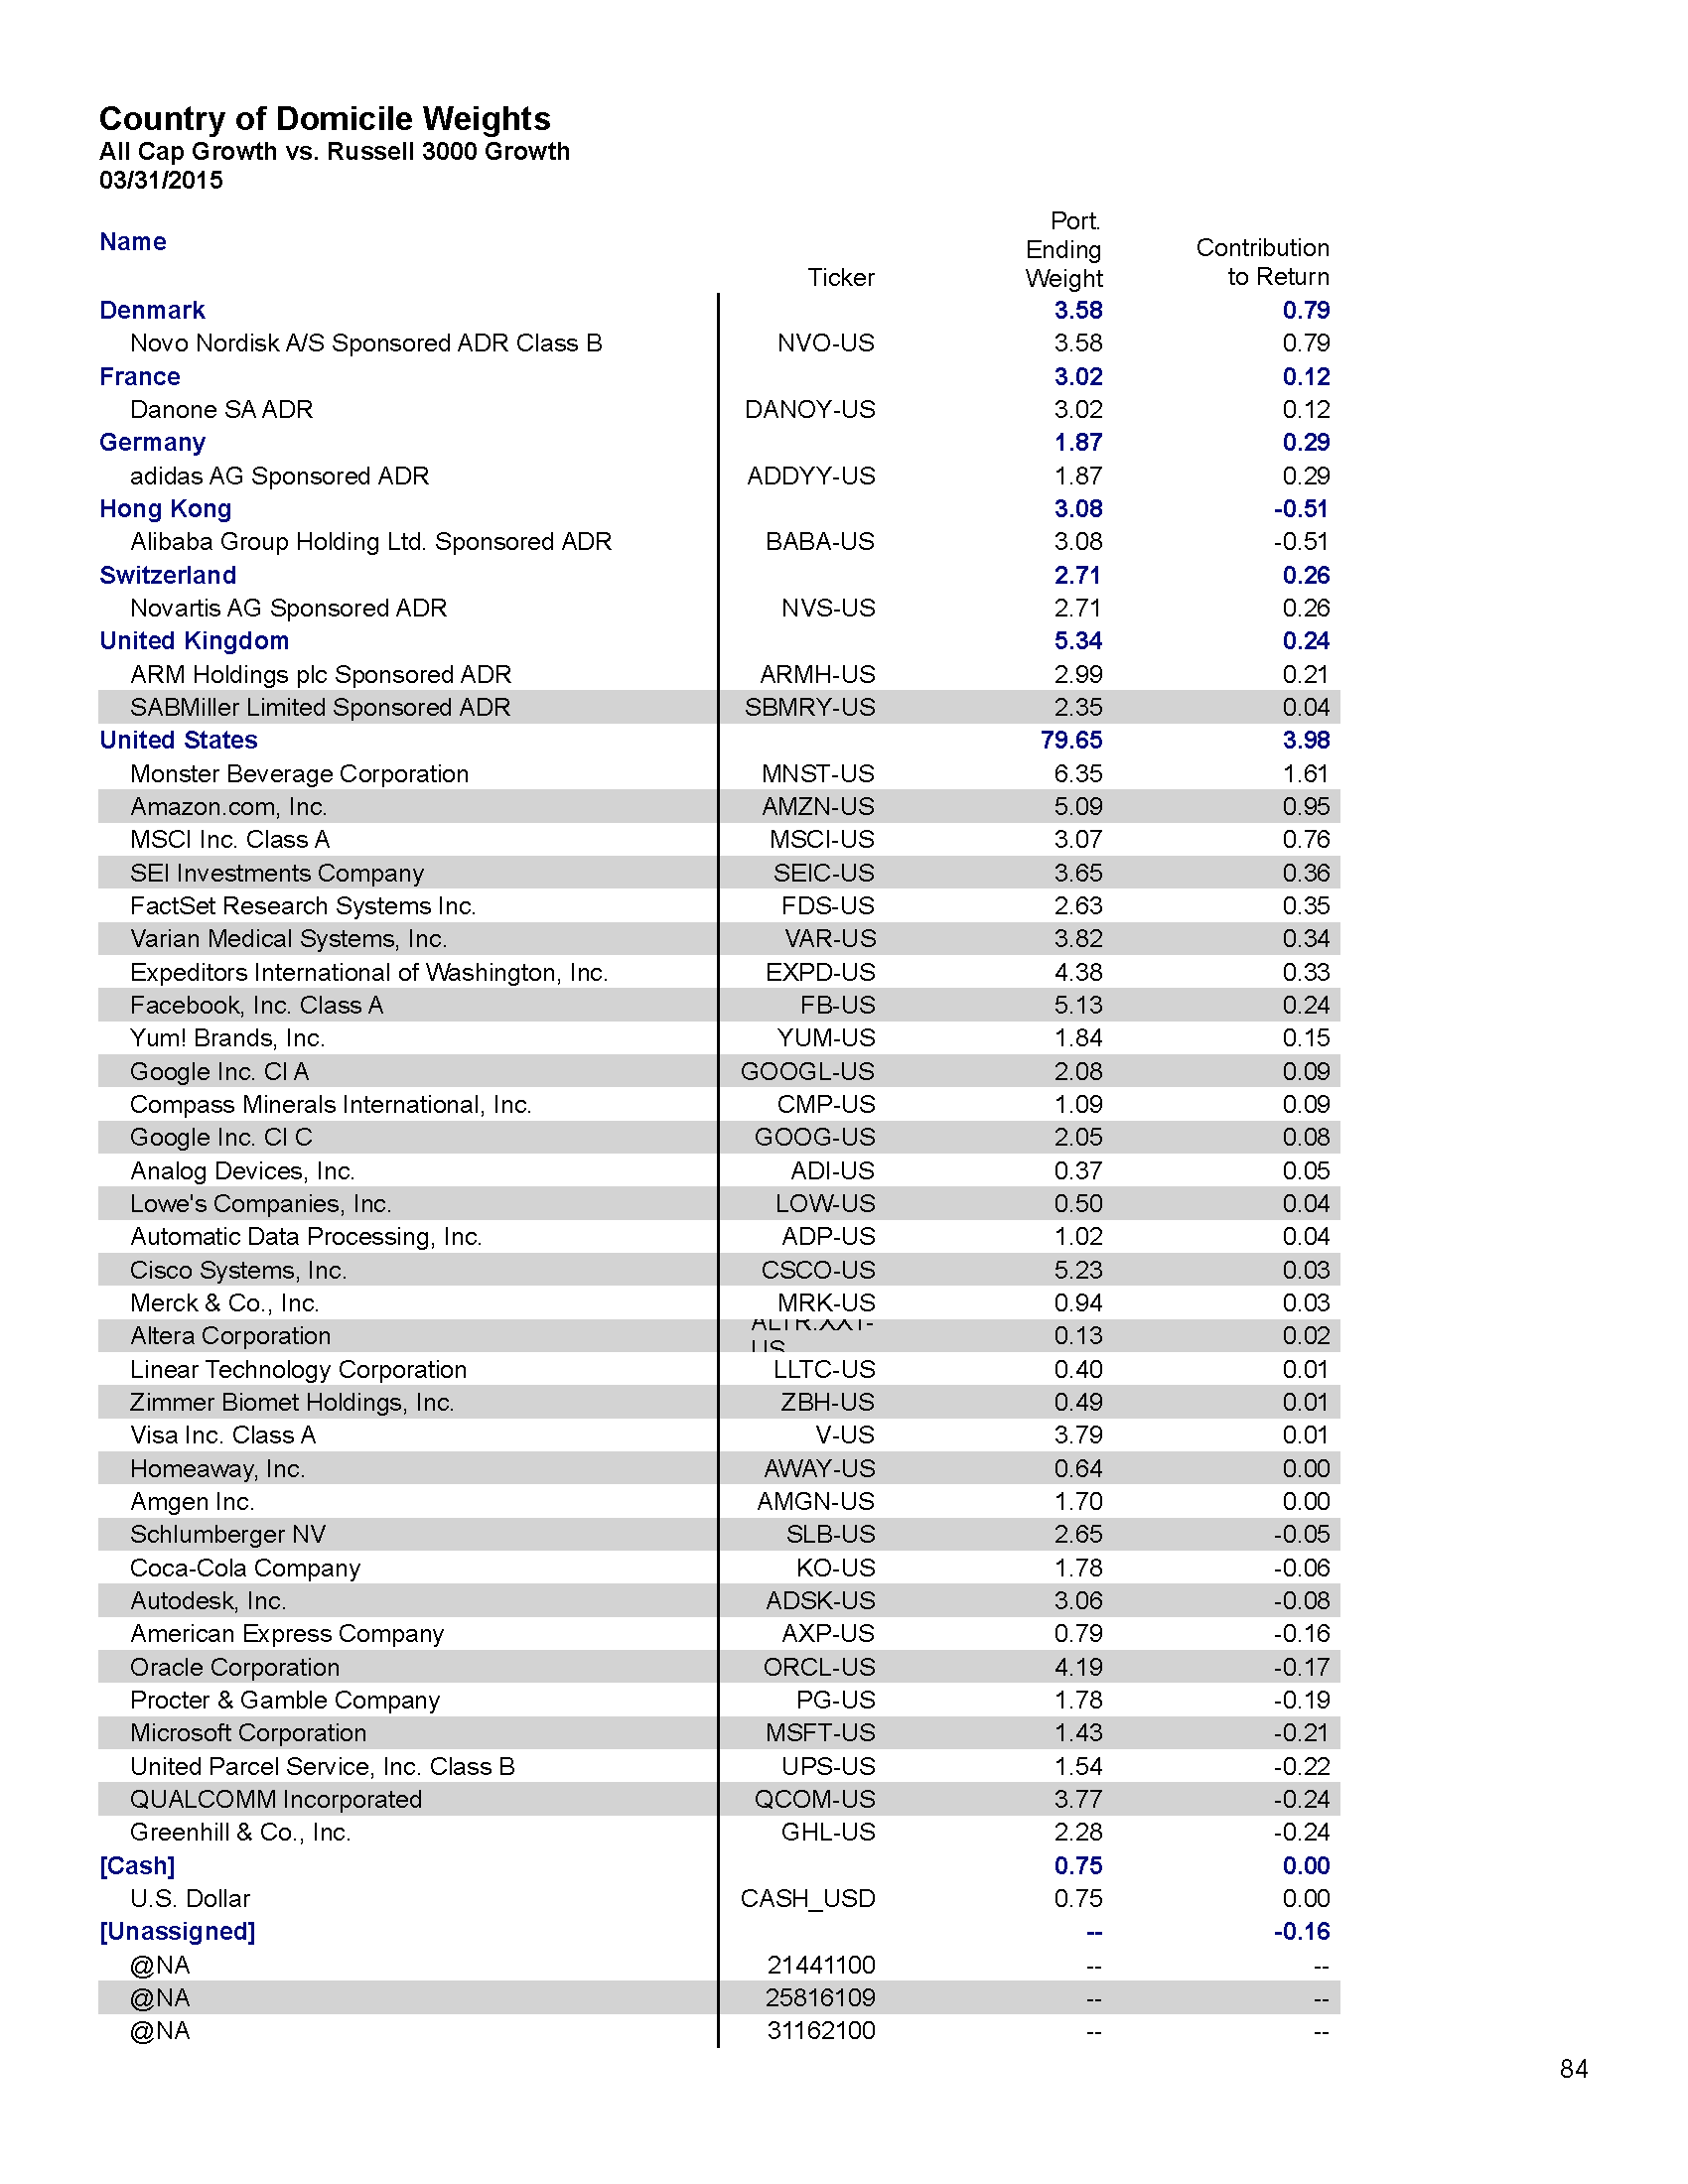 Country of Domicile Weights
All Cap Growth vs. Russell 3000 Growth
03/31/2015
Name Ticker Port. Ending Weight Contribution to Return
Denmark 3.58 0.79
Novo Nordisk A/S Sponsored ADR Class B NVO-US 3.58 0.79
France 3.02 0.12
Danone SA ADR DANOY-US 3.02 0.12
Germany 1.87 0.29
adidas AG Sponsored ADR ADDYY-US 1.87 0.29
Hong Kong 3.08 -0.51
Alibaba Group Holding Ltd. Sponsored ADR BABA-US 3.08 -0.51
Switzerland 2.71 0.26
Novartis AG Sponsored ADR NVS-US 2.71 0.26
United Kingdom 5.34 0.24
ARM Holdings plc Sponsored ADR ARMH-US 2.99 0.21
SABMiller Limited Sponsored ADR SBMRY-US 2.35 0.04
United States 79.65 3.98
Monster Beverage Corporation MNST-US 6.35 1.61
Amazon.com, Inc. AMZN-US 5.09 0.95
MSCI Inc. Class A MSCI-US 3.07 0.76
SEI Investments Company SEIC-US 3.65 0.36
FactSet Research Systems Inc. FDS-US 2.63 0.35
Varian Medical Systems, Inc. VAR-US 3.82 0.34
Expeditors International of Washington, Inc. EXPD-US 4.38 0.33
Facebook, Inc. Class A FB-US 5.13 0.24
Yum! Brands, Inc. YUM-US 1.84 0.15
Google Inc. Cl A GOOGL-US 2.08 0.09
Compass Minerals International, Inc. CMP-US 1.09 0.09
Google Inc. Cl C GOOG-US 2.05 0.08
Analog Devices, Inc. ADI-US 0.37 0.05
Lowe's Companies, Inc. LOW-US 0.50 0.04
Automatic Data Processing, Inc. ADP-US 1.02 0.04
Cisco Systems, Inc. CSCO-US 5.23 0.03
Merck & Co., Inc. MRK-US 0.94 0.03
Altera Corporation ALTR.XX1-US 0.13 0.02
Linear Technology Corporation LLTC-US 0.40 0.01
Zimmer Biomet Holdings, Inc. ZBH-US 0.49 0.01
Visa Inc. Class A V-US 3.79 0.01
Homeaway, Inc. AWAY-US 0.64 0.00
Amgen Inc. AMGN-US 1.70 0.00
Schlumberger NV SLB-US 2.65 -0.05
Coca-Cola Company KO-US 1.78 -0.06
Autodesk, Inc. ADSK-US 3.06 -0.08
American Express Company AXP-US 0.79 -0.16
Oracle Corporation ORCL-US 4.19 -0.17
Procter & Gamble Company PG-US 1.78 -0.19
Microsoft Corporation MSFT-US 1.43 -0.21
United Parcel Service, Inc. Class B UPS-US 1.54 -0.22
QUALCOMM Incorporated QCOM-US 3.77 -0.24
Greenhill & Co., Inc. GHL-US 2.28 -0.24
[Cash] 0.75 0.00
U.S. Dollar CASH_USD 0.75 0.00
[Unassigned] -- -0.16
@NA 21441100 -- --
@NA 25816109 -- --
@NA 31162100 -- --
84